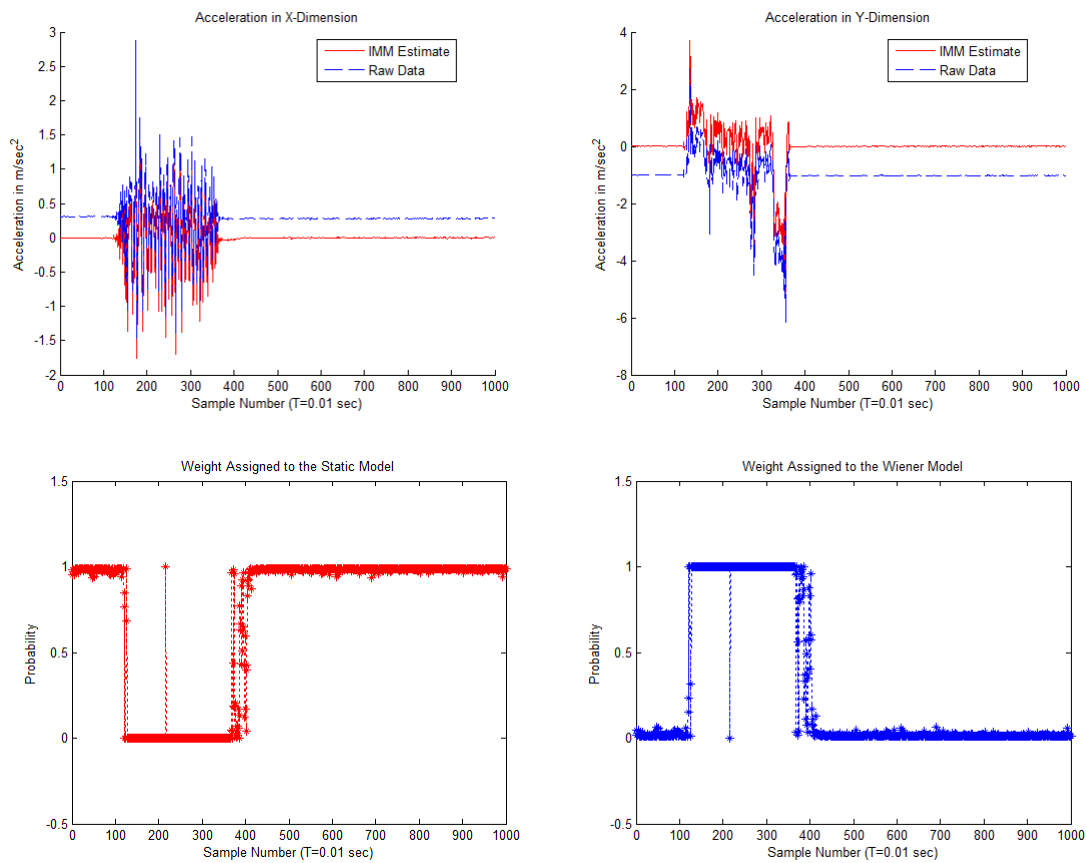 Acceleration in X-Dimension
3
2.5
2
1.5
1
0.5
0
-0.5
-1
-1.5
-2
Acceleration in m/sec²
IMM Estimate
Raw Data
0 100 200 300 400 500 600 700 800 900 1000
Sample Number (T=0.01 sec)
Acceleration in Y-Dimension
4
2
0
-2
-4
-6
-8
Acceleration in m/sec²
IMM Estimate
Raw Data
0 100 200 300 400 500 600 700 800 900 1000
Sample Number (T=0.01 sec)
Weight Assigned to the Static Model
1.5
1
0.5
0
-0.5
Probability
0 100 200 300 400 500 600 700 800 900 1000
Sample Number (T=0.01 sec)
Weight Assigned to the Wiener Model
1.5
1
0.5
0
-0.5
Probability
0 100 200 300 400 500 600 700 800 900 1000
Sample Number (T=0.01 sec)